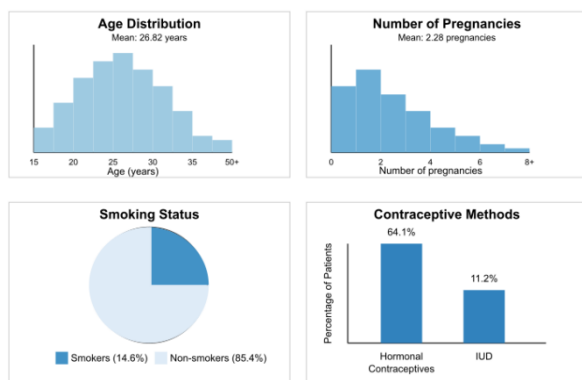 Age Distribution
Mean: 26.82 years
15 20 25 30 35 50+
Age (years)
Number of Pregnancies
Mean: 2.28 pregnancies
0 2 4 6 8+
Number of pregnancies
Smoking Status
Smokers (14.6%) Non-smokers (85.4%)
Contraceptive Methods
Percentage of Patients
64.1%
11.2%
Hormonal
Contraceptives
IUD